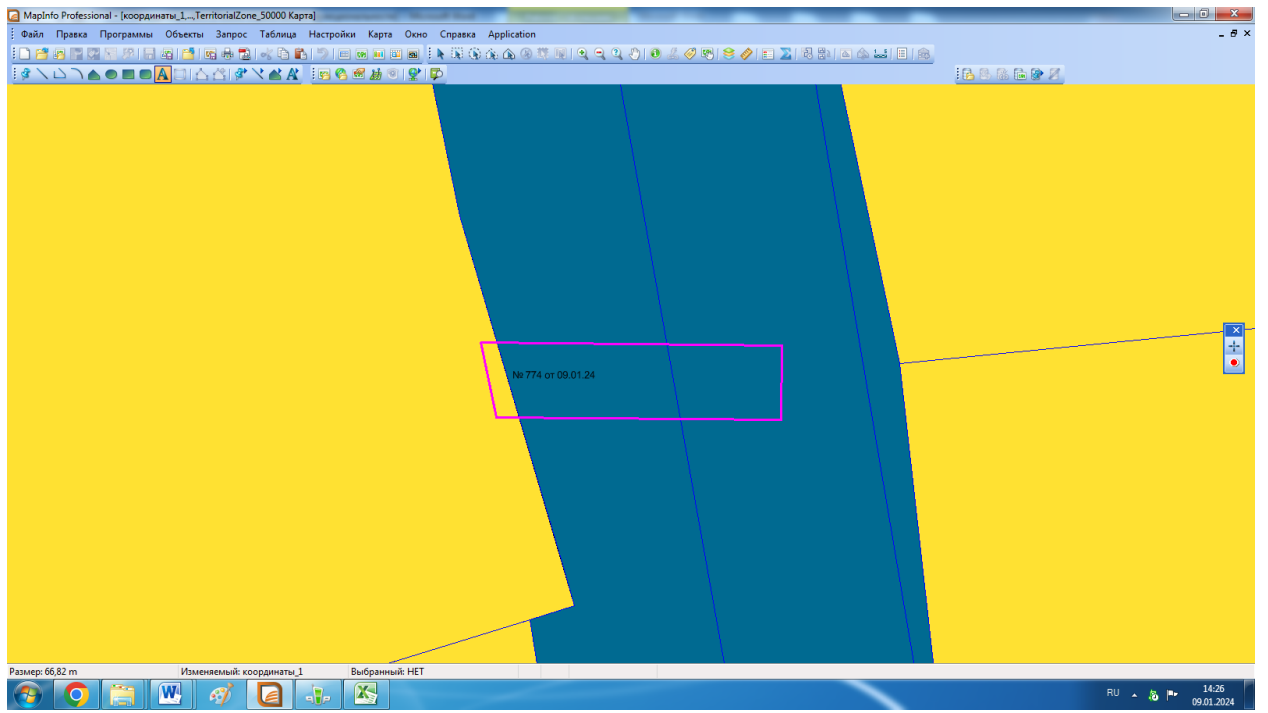 MapInfo Professional - [координаты_1,...,TerritorialZone_50000 Карта]
Файл Правка Программы Объекты Запрос Таблица Настройки Карта Окно Справка Application
№ 774 от 09.01.24
Размер: 66,82 m Изменяемый: координаты_1 Выбранный: НЕТ
RU 14:26
09.01.2024